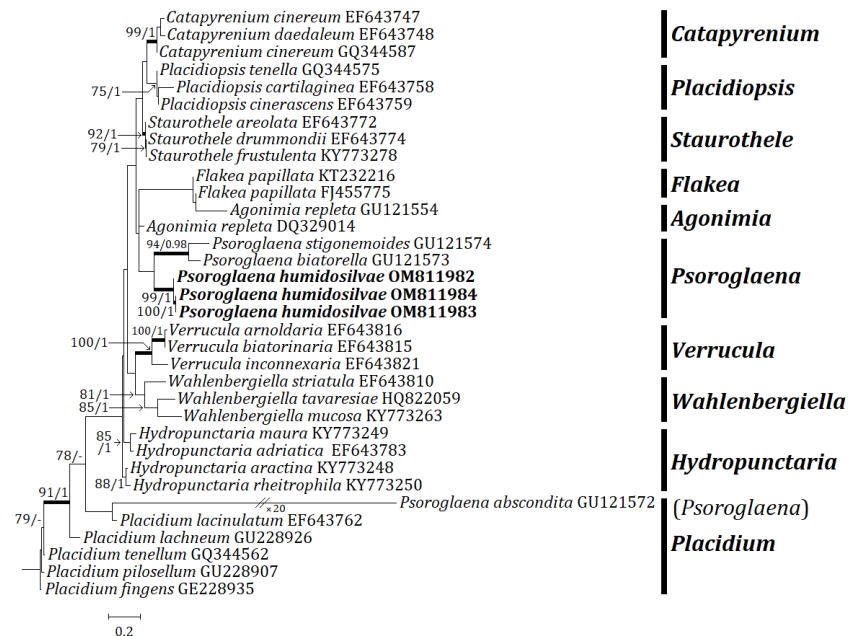 Catapyrenium cinereum EF643747
99/1
Catapyrenium daedaleum EF643748
Catapyrenium
Catapyrenium cinereum GQ344587
Placidiopsis tenella GQ344575
75/1
Placidiopsis cartilaginea EF643758
Placidiopsis
Placidiopsis cinerascens EF643759
Staurothele areolata EF643772
92/1
Staurothele drummondii EF643774
Staurothele
79/1
Staurothele frustulenta KY773278
Flakea papillata KT232216
Flakea
Flakea papillata FJ455775
Agonimia repleta GU121554
Agonimia
Agonimia repleta DQ329014
94/0.98
Psoroglaena stigonemoides GU121574
Psoroglaena biatorella GU121573
Psoroglaena humidosilvae OM811982
Psoroglaena
99/1
Psoroglaena humidosilvae OM811984
100/1
Psoroglaena humidosilvae OM811983
100/1
Verrucula arnoldaria EF643816
100/1
Verrucula biatorinaria EF643815
Verrucula
Verrucula inconnexaria EF643821
Wahlenbergiella striatula EF643810
81/1
Wahlenbergiella tavaresiae HQ822059
Wahlenbergiella
85/1
Wahlenbergiella mucosa KY773263
Hydropunctaria maura KY773249
85
/1
Hydropunctaria adriatica EF643783
78/-
Hydropunctaria
Hydropunctaria aractina KY773248
88/1
Hydropunctaria rheitrophila KY773250
91/1
Psoroglaena abscondita GU121572
(Psoroglaena)
×20
79/-
Placidium lacinulatum EF643762
Placidium lachneum GU228926
Placidium
Placidium tenellum GQ344562
Placidium pilosellum GU228907
Placidium fingens GE228935
0.2